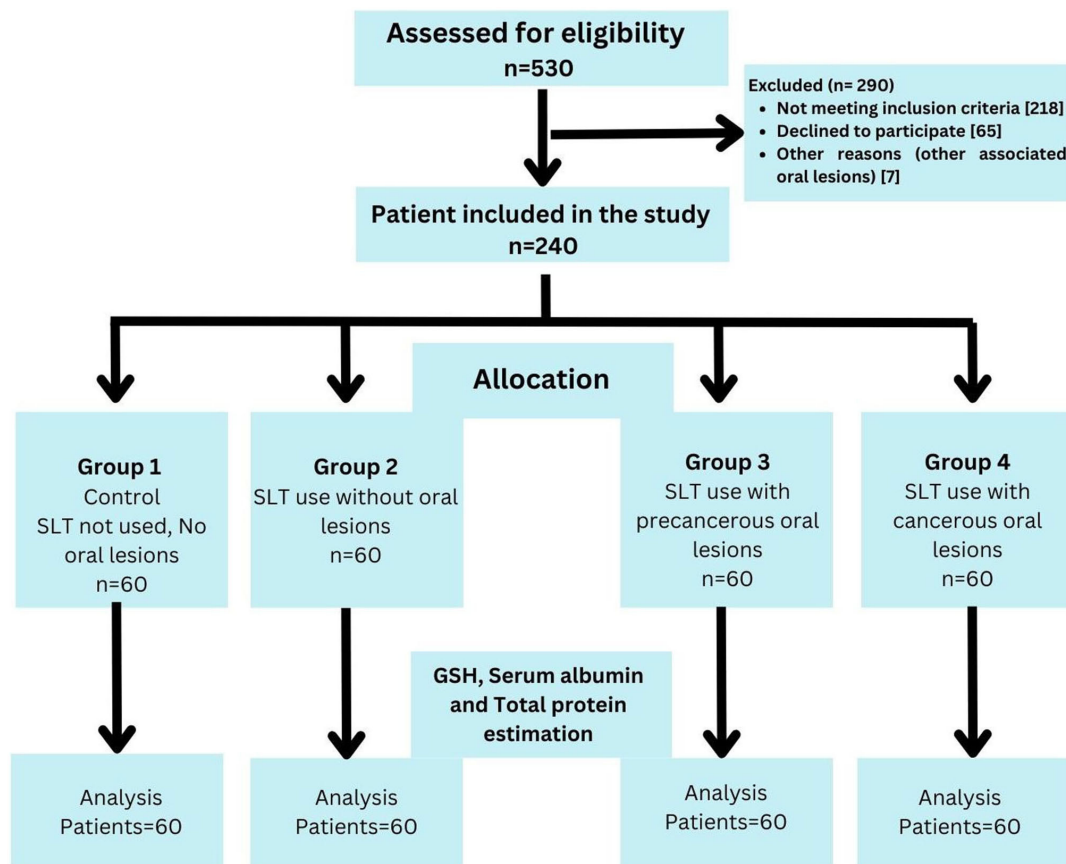 Assessed for eligibility
n=530
Excluded (n= 290)
• Not meeting inclusion criteria [218]
• Declined to participate [65]
• Other reasons (other associated
oral lesions) [7]
Patient included in the study
n=240
Allocation
Group 1
Control
SLT not used, No
oral lesions
n=60
Group 2
SLT use without oral
lesions
n=60
Group 3
SLT use with
precancerous oral
lesions
n=60
Group 4
SLT use with
cancerous oral
lesions
n=60
GSH, Serum albumin
and Total protein
estimation
Analysis
Patients=60
Analysis
Patients=60
Analysis
Patients=60
Analysis
Patients=60